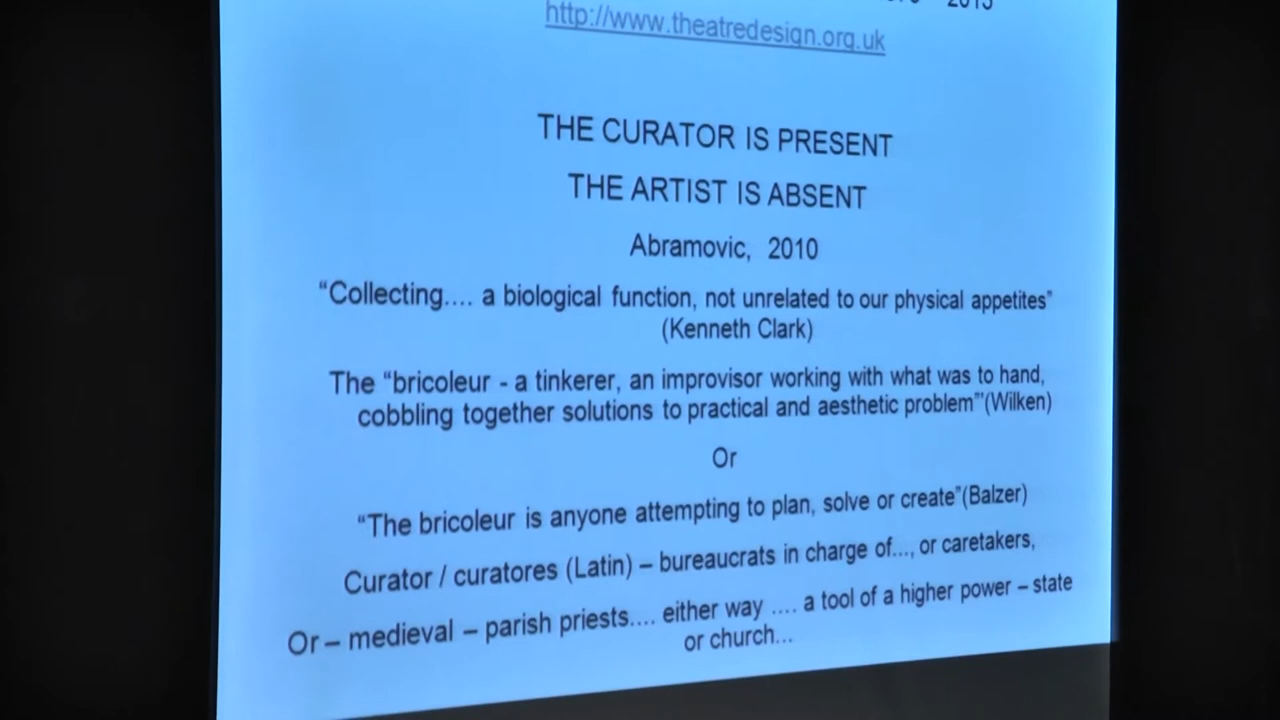 2015
http://www.theatredesign.org.uk
THE CURATOR IS PRESENT
THE ARTIST IS ABSENT
Abramovic, 2010
“Collecting.... a biological function, not unrelated to our physical appetites”
(Kenneth Clark)
The “bricoleur - a tinkerer, an improvisor working with what was to hand,
cobbling together solutions to practical and aesthetic problem”'(Wilken)
Or
“The bricoleur is anyone attempting to plan, solve or create”(Balzer)
Curator / curatores (Latin) – bureaucrats in charge of..., or caretakers,
Or – medieval – parish priests.... either way .... a tool of a higher power – state
or church...